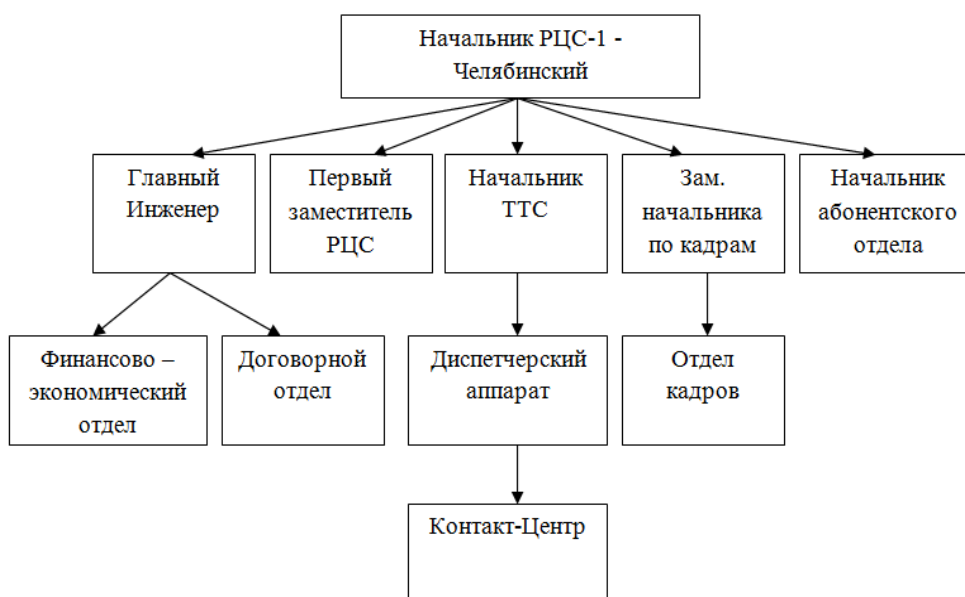 Начальник РЦС-1 -
Челябинский
Главный
Инженер
Первый
заместитель
РЦС
Начальник
ТТС
Зам.
начальника
по кадрам
Начальник
абонентского
отдела
Финансово –
экономический
отдел
Договорной
отдел
Диспетчерский
аппарат
Отдел
кадров
Контакт-Центр